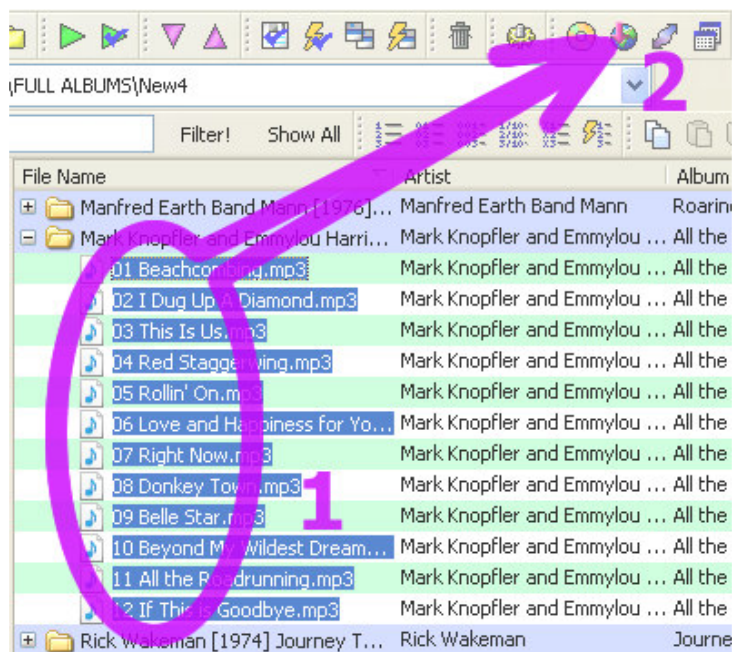 \FULL ALBUMS\New4
2
Filter! Show All
File Name Artist Album
Manfred Earth Band Mann [1976]... Manfred Earth Band Mann Roarin
Mark Knopfler and Emmylou Harri... Mark Knopfler and Emmylou ... All the
01 Beachcombing.mp3 Mark Knopfler and Emmylou ... All the
02 I Dug Up A Diamond.mp3 Mark Knopfler and Emmylou ... All the
03 This Is Us.mp3 Mark Knopfler and Emmylou ... All the
04 Red Staggerwing.mp3 Mark Knopfler and Emmylou ... All the
05 Rollin' On.mp3 Mark Knopfler and Emmylou ... All the
06 Love and Happiness for Yo... Mark Knopfler and Emmylou ... All the
07 Right Now.mp3 Mark Knopfler and Emmylou ... All the
08 Donkey Town.mp3 Mark Knopfler and Emmylou ... All the
1
09 Belle Star.mp3 Mark Knopfler and Emmylou ... All the
10 Beyond My Wildest Dream... Mark Knopfler and Emmylou ... All the
11 All the Roadrunning.mp3 Mark Knopfler and Emmylou ... All the
12 If This is Goodbye.mp3 Mark Knopfler and Emmylou ... All the
Rick Wakeman [1974] Journey T... Rick Wakeman Journe